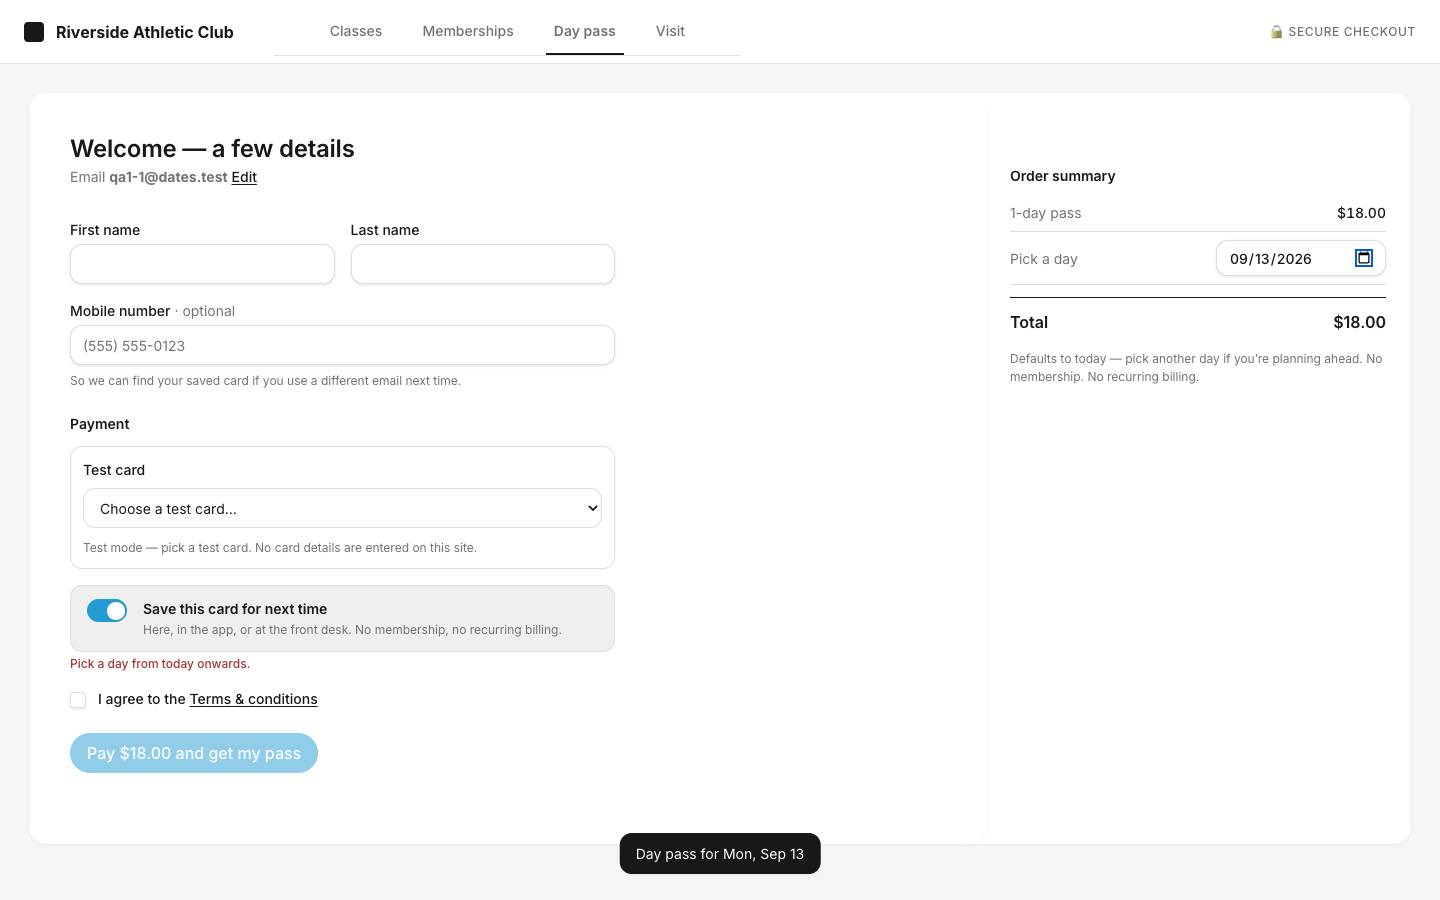 Riverside Athletic Club
Classes
Memberships
Day pass
Visit
SECURE CHECKOUT
Welcome — a few details
Email qa1-1@dates.test Edit
First name
Last name
Mobile number · optional
(555) 555-0123
So we can find your saved card if you use a different email next time.
Payment
Test card
Choose a test card...
Test mode — pick a test card. No card details are entered on this site.
Save this card for next time
Here, in the app, or at the front desk. No membership, no recurring billing.
Pick a day from today onwards.
I agree to the Terms & conditions
Pay $18.00 and get my pass
Order summary
1-day pass $18.00
Pick a day 09/13/2026
Total $18.00
Defaults to today — pick another day if you're planning ahead. No
membership. No recurring billing.
Day pass for Mon, Sep 13